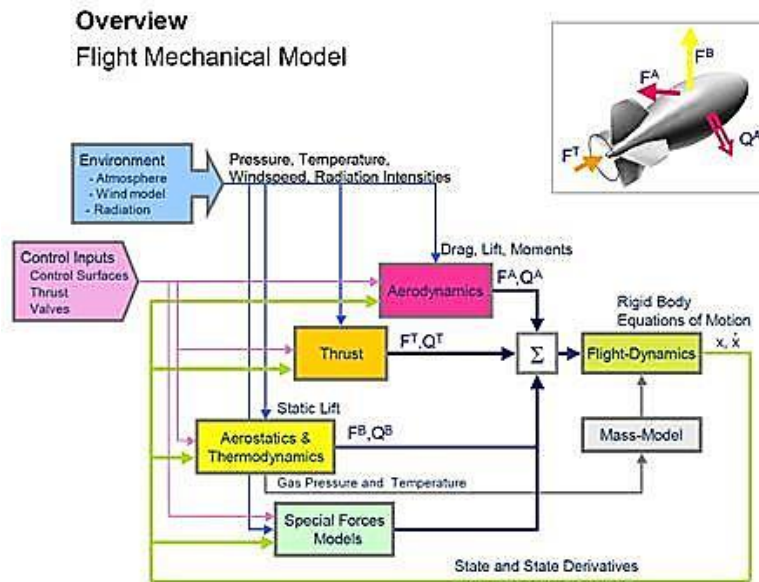 Overview
Flight Mechanical Model
F^B
F^A
Q^A
F^T
Environment
- Atmosphere
- Wind model
- Radiation
Pressure, Temperature,
Windspeed, Radiation Intensities
Control Inputs
Control Surfaces
Thrust
Valves
Drag, Lift, Moments
Aerodynamics
F^A,Q^A
Rigid Body
Equations of Motion
x, ẋ
Thrust
F^T,Q^T
Σ
Flight-Dynamics
Static Lift
Aerostatics &
Thermodynamics
F^B,Q^B
Mass-Model
Gas Pressure and Temperature
Special Forces
Models
State and State Derivatives